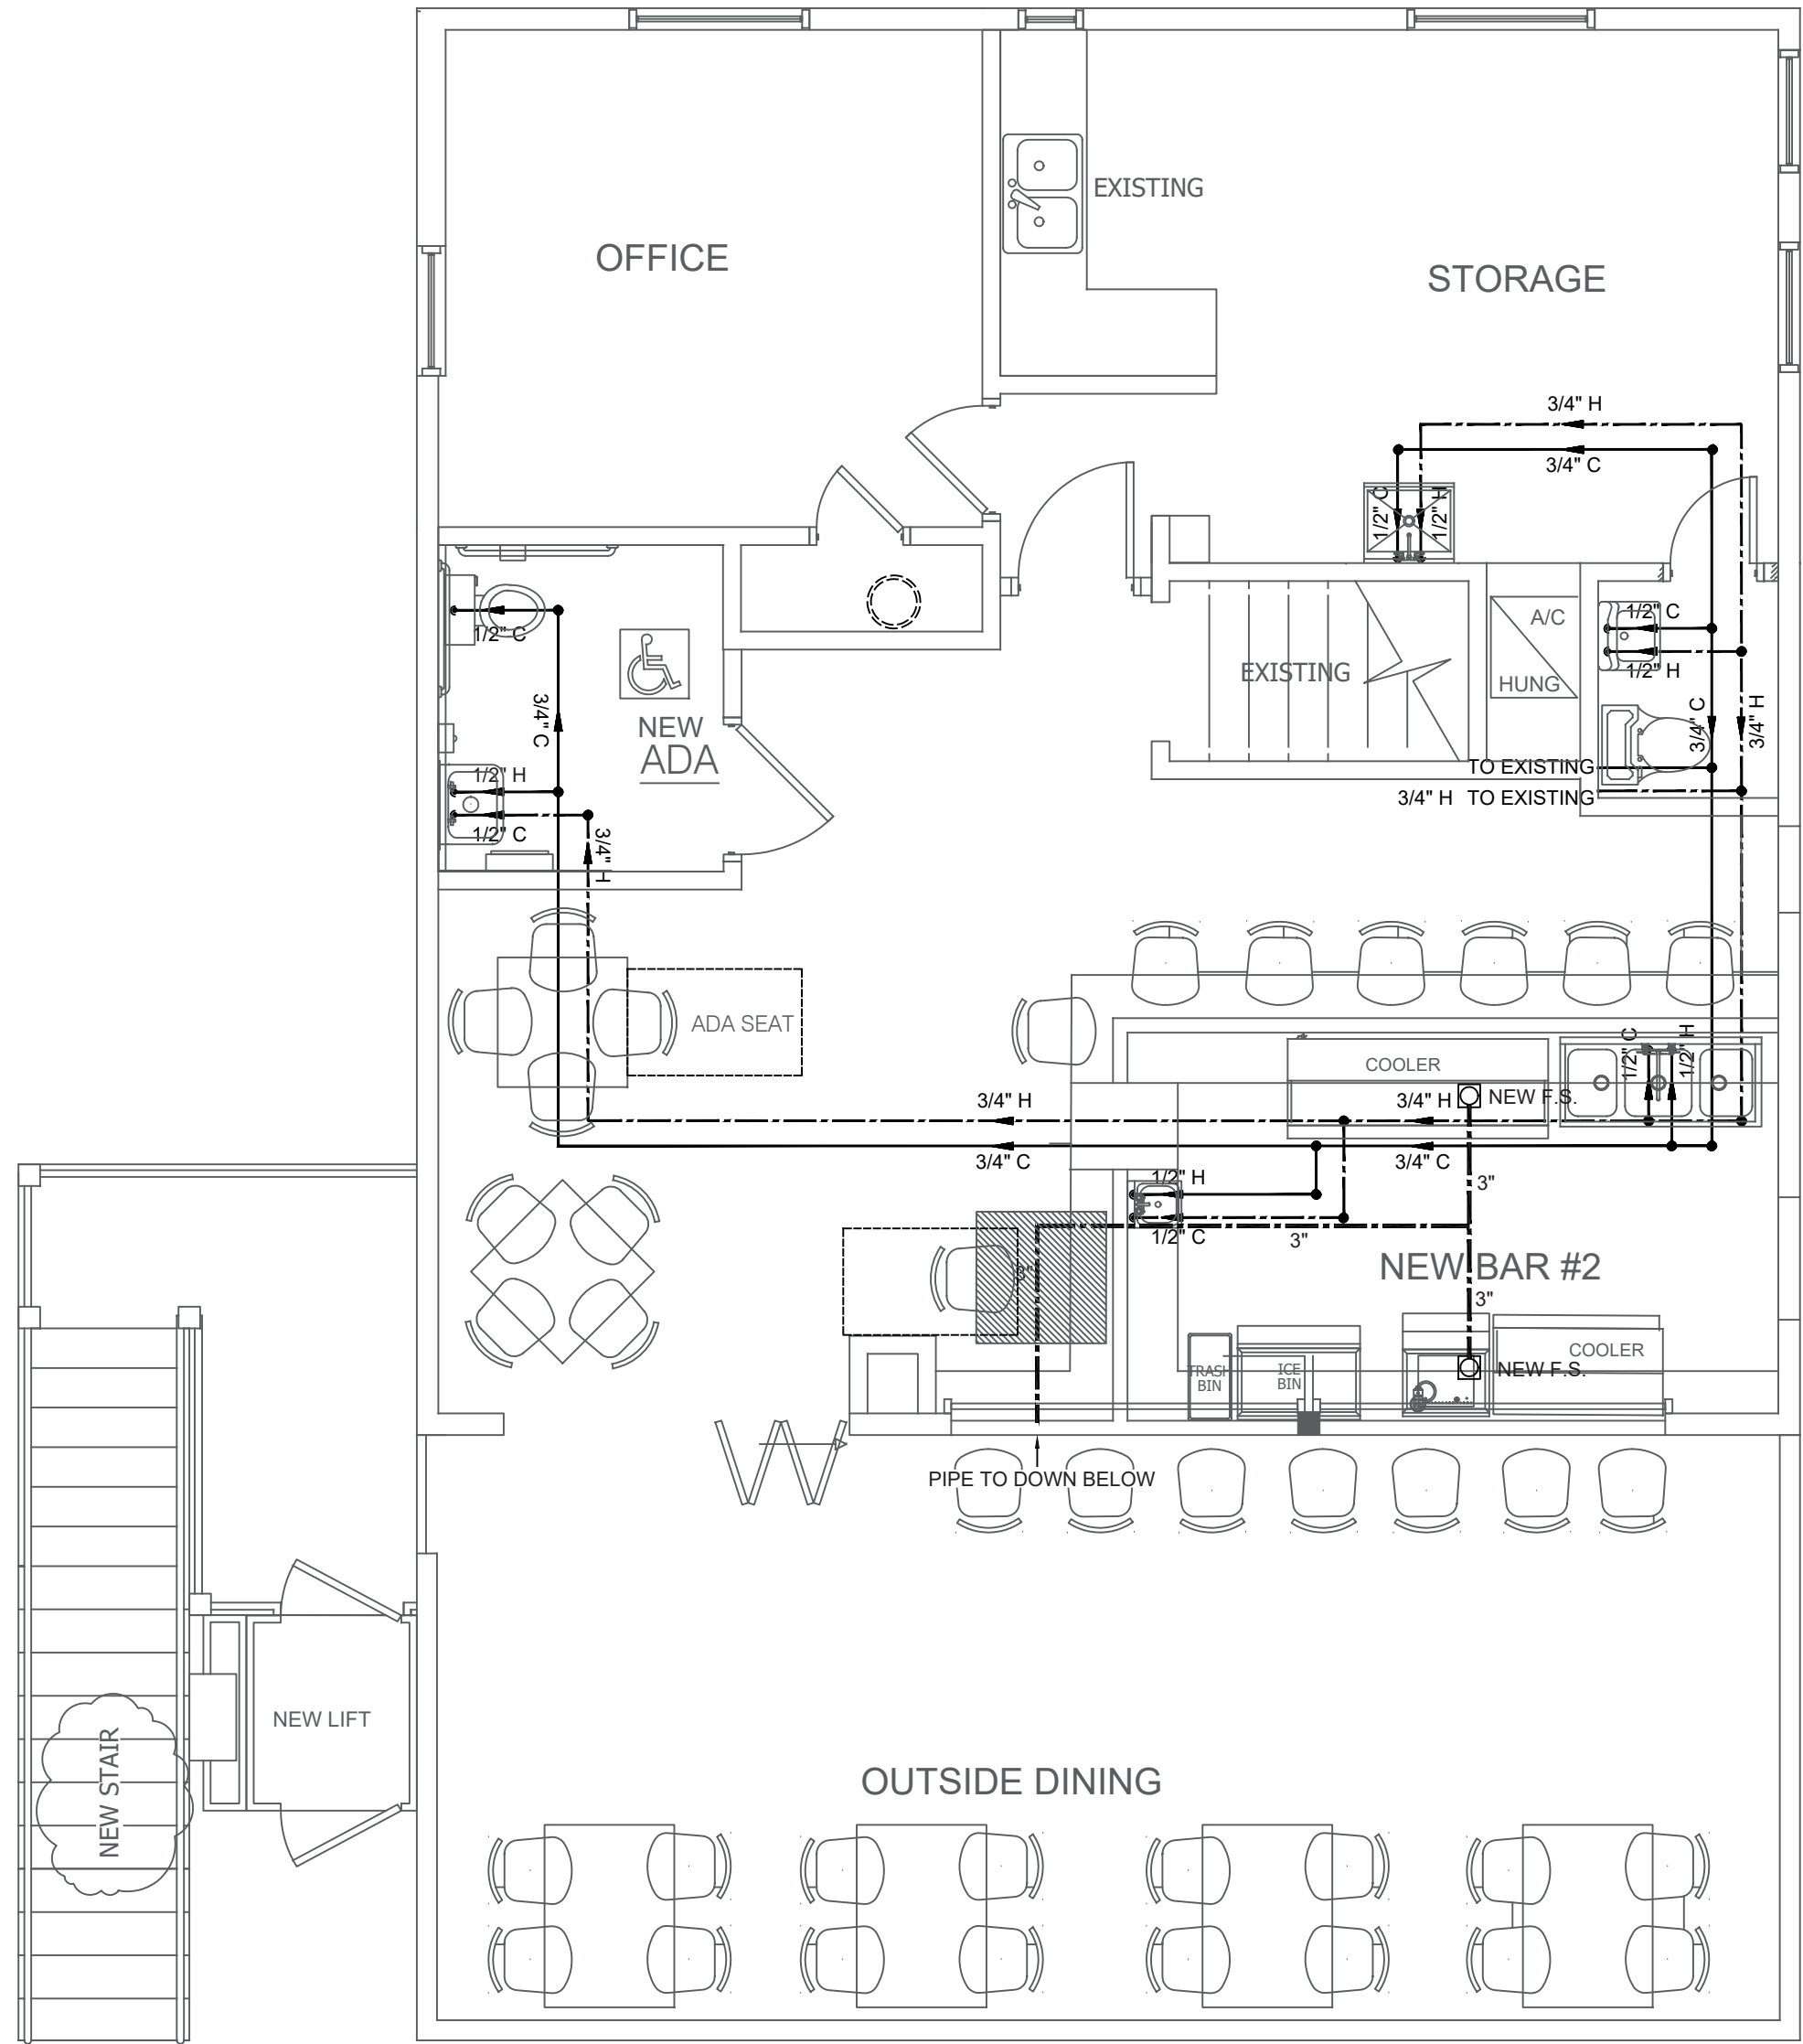 EXISTING
OFFICE
STORAGE
3/4" H
3/4" C
1/2" C
1/2" H
1/2" C
A/C
HUNG
1/2" C
1/2" H
EXISTING
NEW
ADA
3/4" C
3/4" C
3/4" H
TO EXISTING
3/4" H TO EXISTING
1/2" H
1/2" C
3/4" H
ADA SEAT
COOLER
1/2" C
1/2" H
NEW F.S.
3/4" H
3/4" H
3/4" C
3/4" C
1/2" H
3"
1/2" C
3"
3"
NEW BAR #2
3"
COOLER
TRASH
BIN
ICE
BIN
NEW F.S.
PIPE TO DOWN BELOW
NEW LIFT
NEW STAIR
OUTSIDE DINING